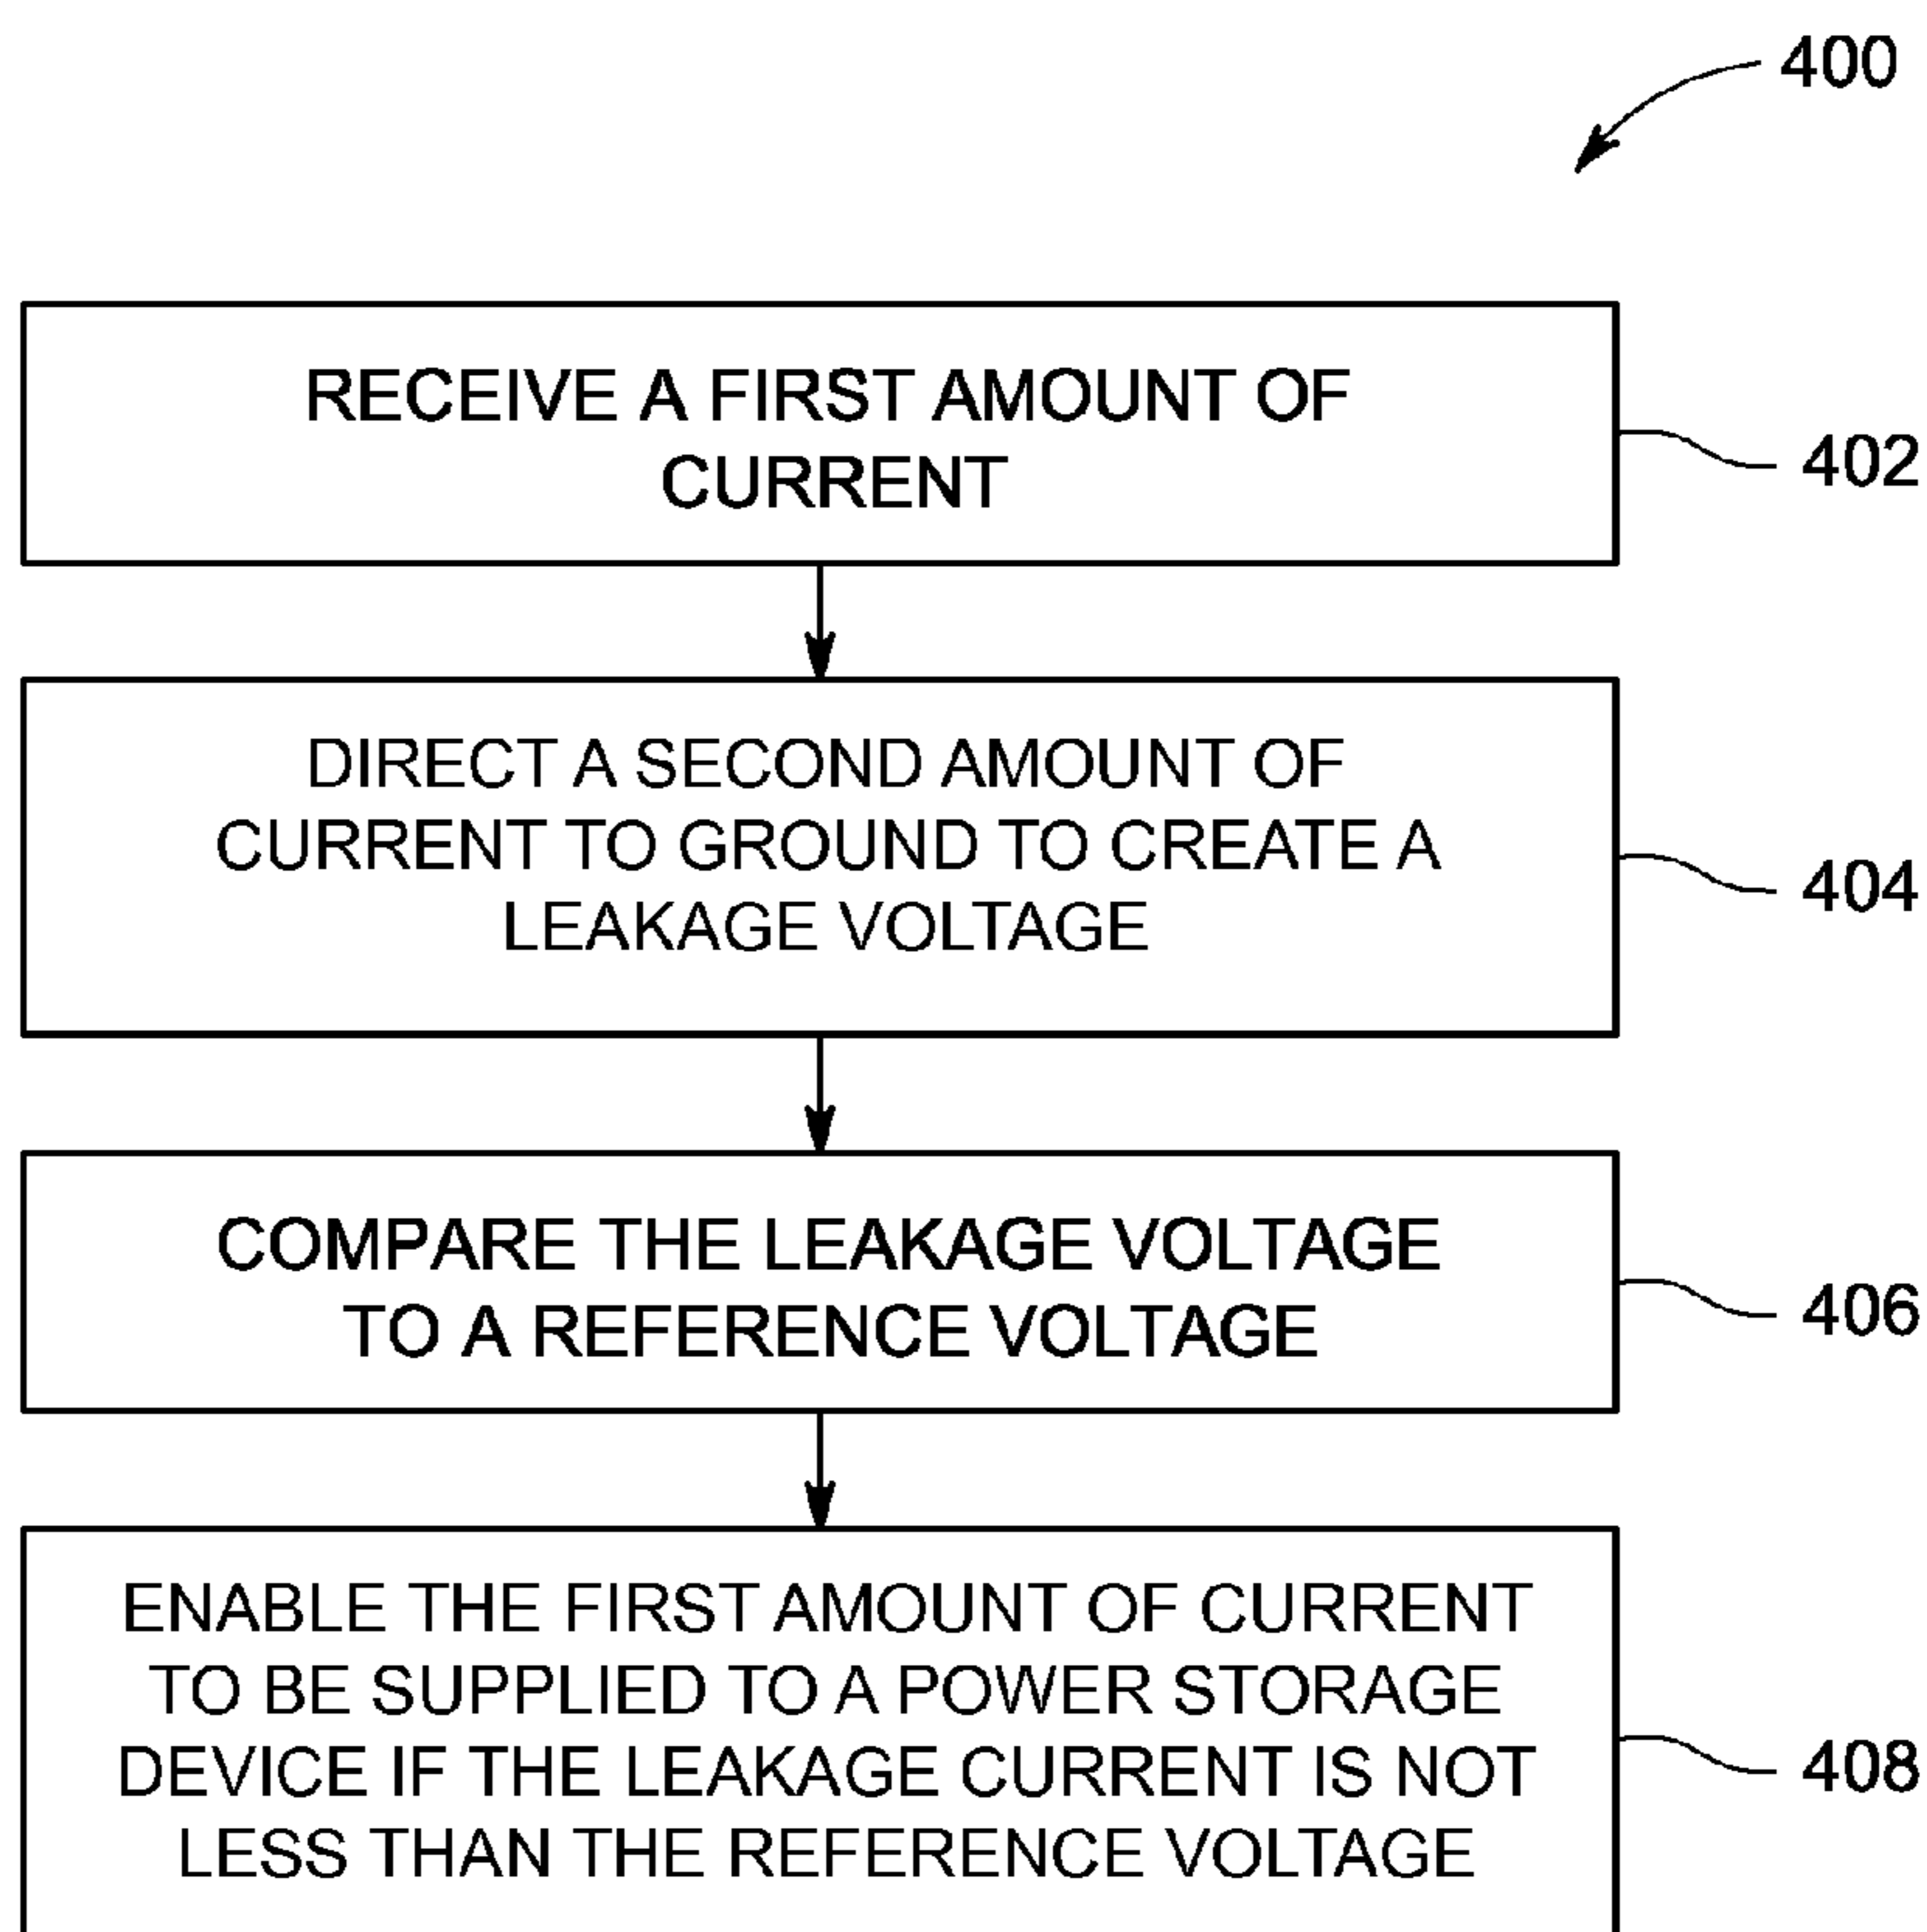 400
RECEIVE A FIRST AMOUNT OF
CURRENT
402
DIRECT A SECOND AMOUNT OF
CURRENT TO GROUND TO CREATE A
LEAKAGE VOLTAGE
404
COMPARE THE LEAKAGE VOLTAGE
TO A REFERENCE VOLTAGE
406
ENABLE THE FIRST AMOUNT OF CURRENT
TO BE SUPPLIED TO A POWER STORAGE
DEVICE IF THE LEAKAGE CURRENT IS NOT
LESS THAN THE REFERENCE VOLTAGE
408